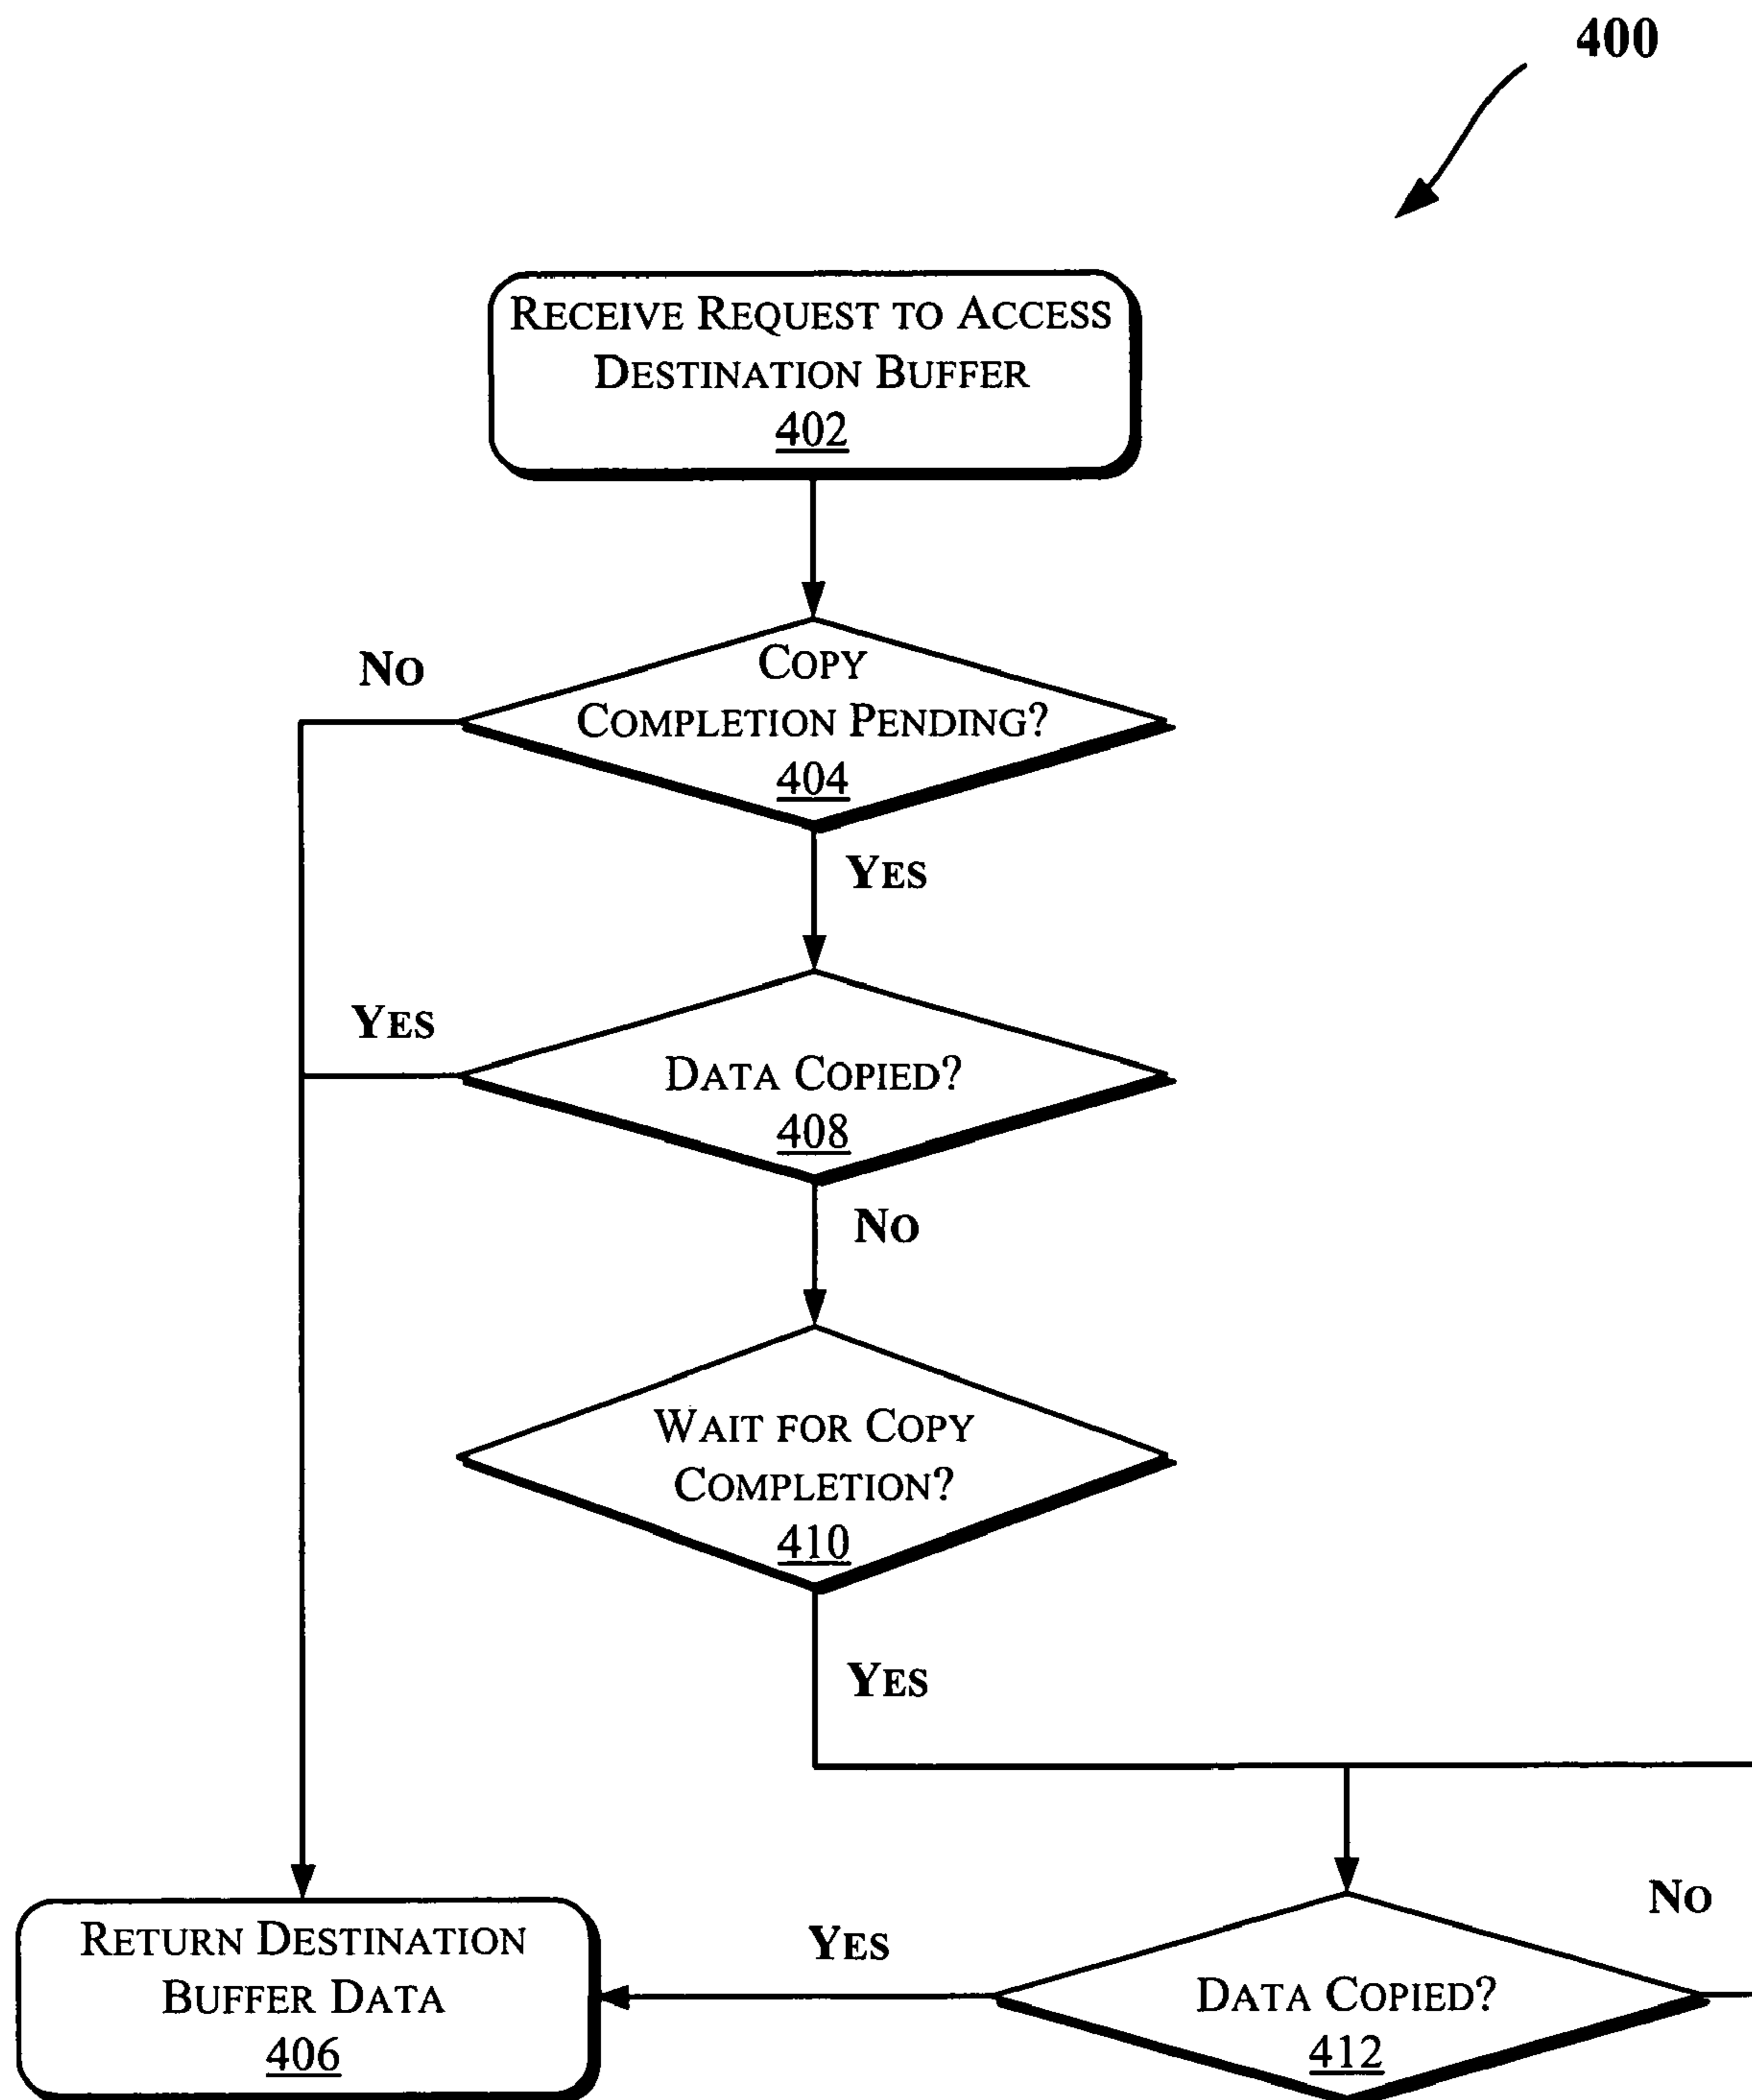 400
RECEIVE REQUEST TO ACCESS
DESTINATION BUFFER
402
NO
COPY
COMPLETION PENDING?
404
YES
YES
DATA COPIED?
408
NO
WAIT FOR COPY
COMPLETION?
410
YES
NO
RETURN DESTINATION
BUFFER DATA
406
YES
DATA COPIED?
412